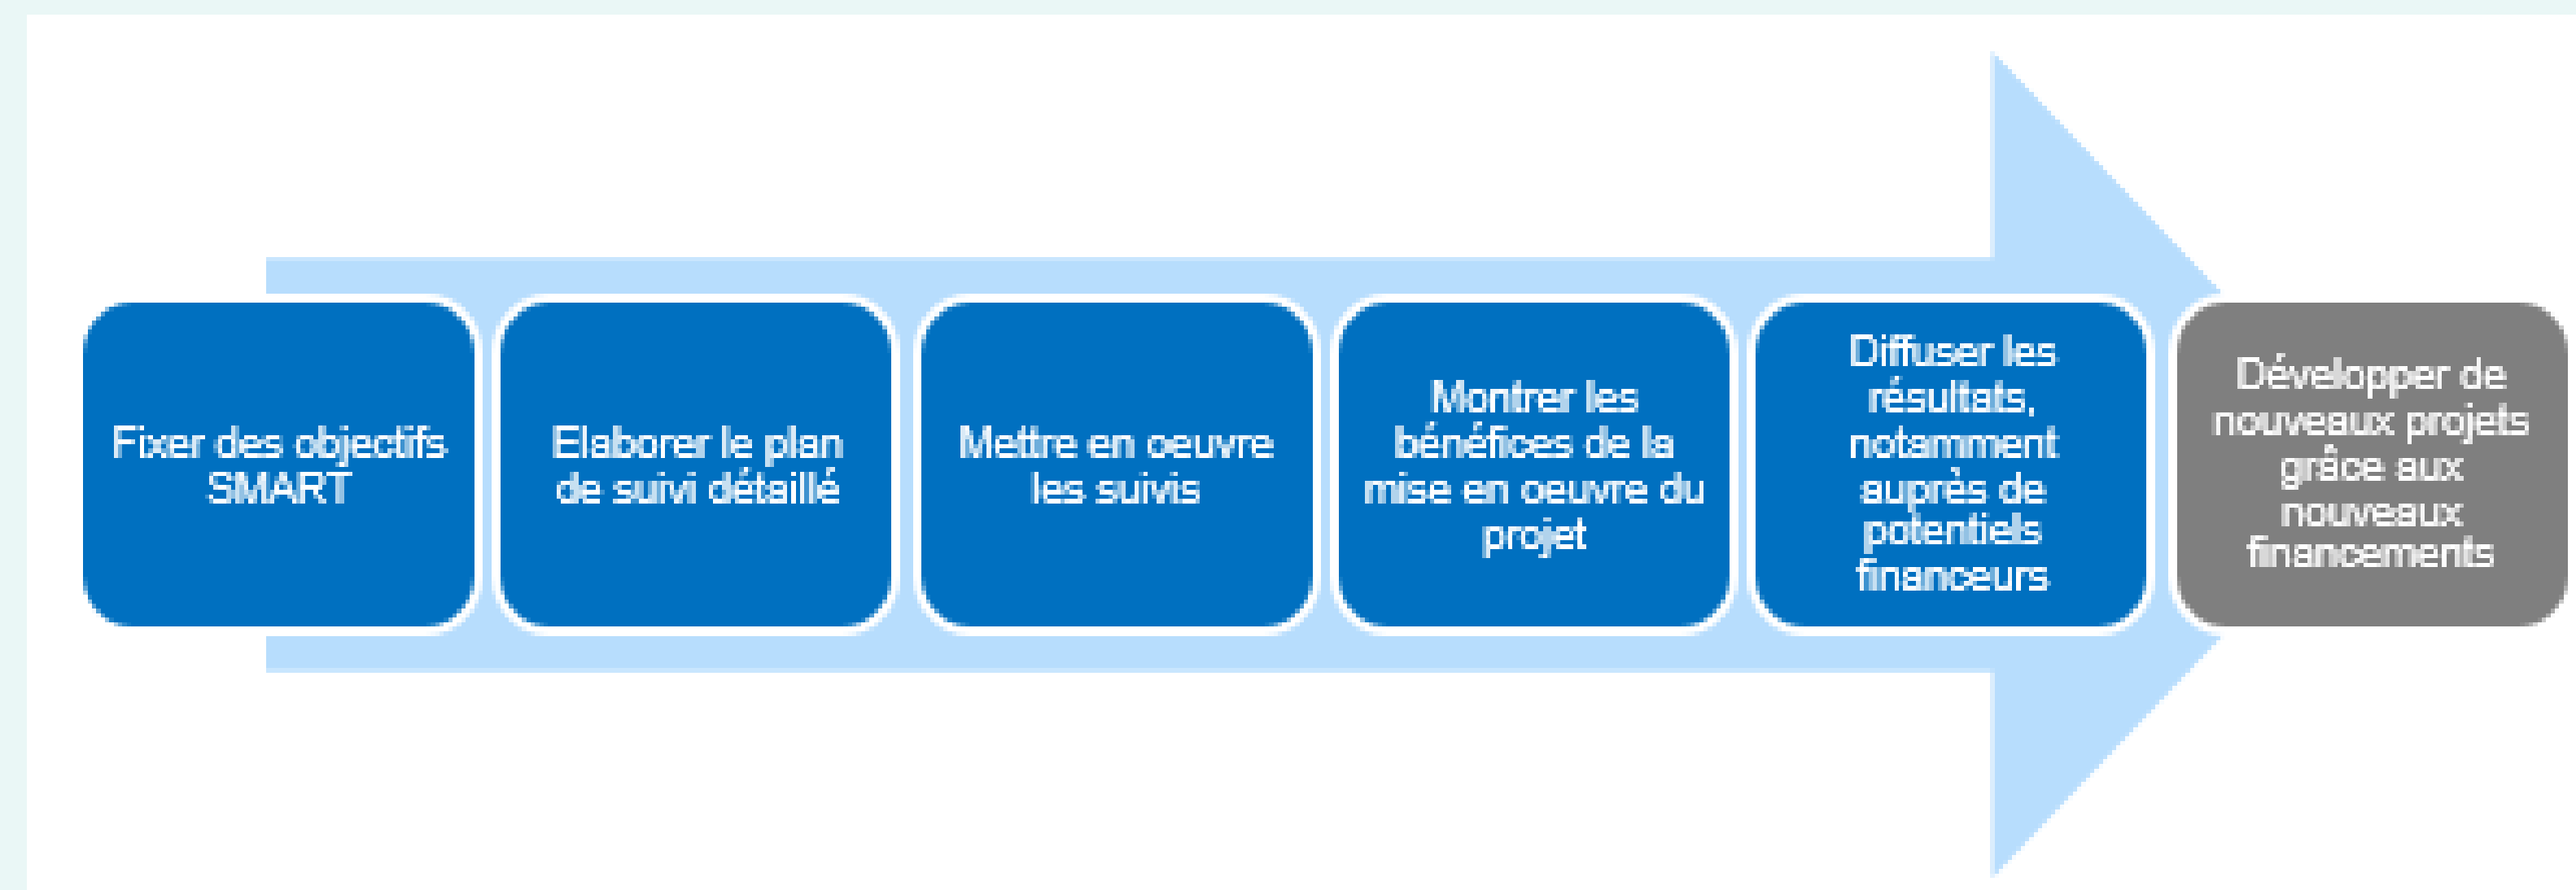 Fixer des objectifs
SMART
Elaborer le plan
de suivi détaillé
Mettre en oeuvre
les suivis
Montrer les
bénéfices de la
mise en oeuvre du
projet
Diffuser les
résultats,
notamment
auprès de
potentiels
financeurs
Développer de
nouveaux projets
grâce aux
nouveaux
financements